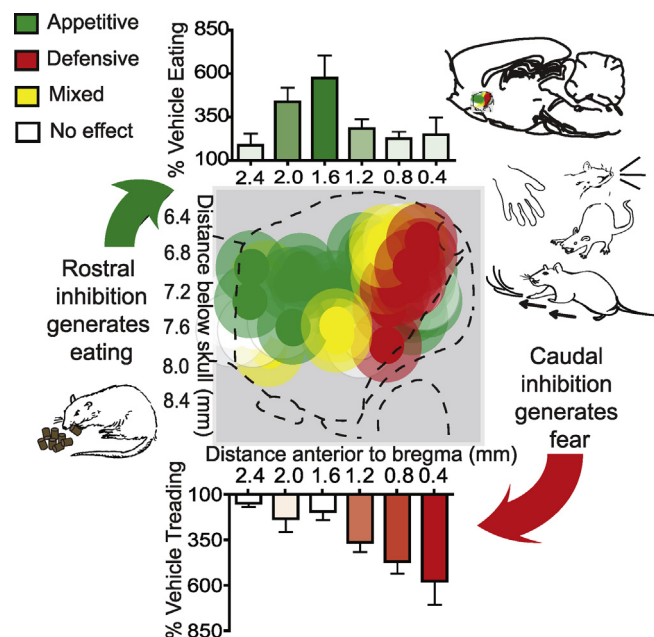 Appetitive
Defensive
Mixed
No effect
% Vehicle Eating
850
600
350
100
2.4 2.0 1.6 1.2 0.8 0.4
Rostral
inhibition
generates
eating
Distance below skull (mm)
6.4
6.8
7.2
7.6
8.0
8.4
Caudal
inhibition
generates
fear
Distance anterior to bregma (mm)
2.4 2.0 1.6 1.2 0.8 0.4
% Vehicle Treading
100
350
600
850